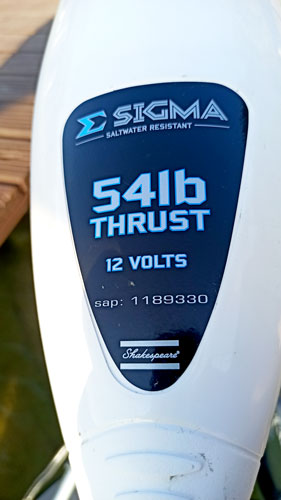 Σ SIGMA
SALTWATER RESISTANT
54lb
THRUST
12 VOLTS
sap: 1189330
Shakespeare®